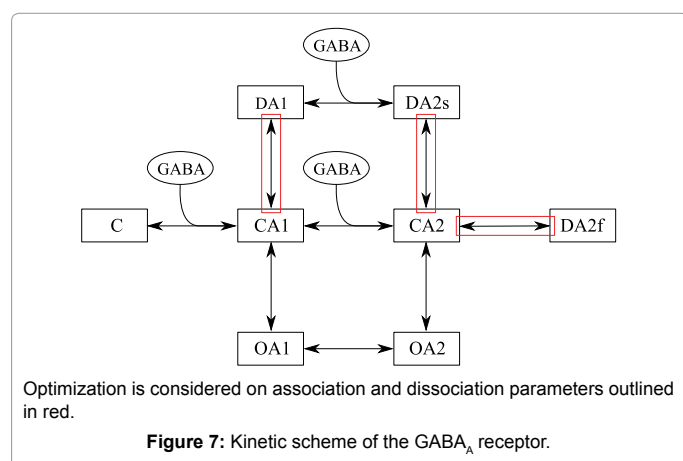 GABA
DA1 DA2s
GABA GABA
C CA1 CA2 DA2f
OA1 OA2
Optimization is considered on association and dissociation parameters outlined
in red.
Figure 7: Kinetic scheme of the GABA_A receptor.